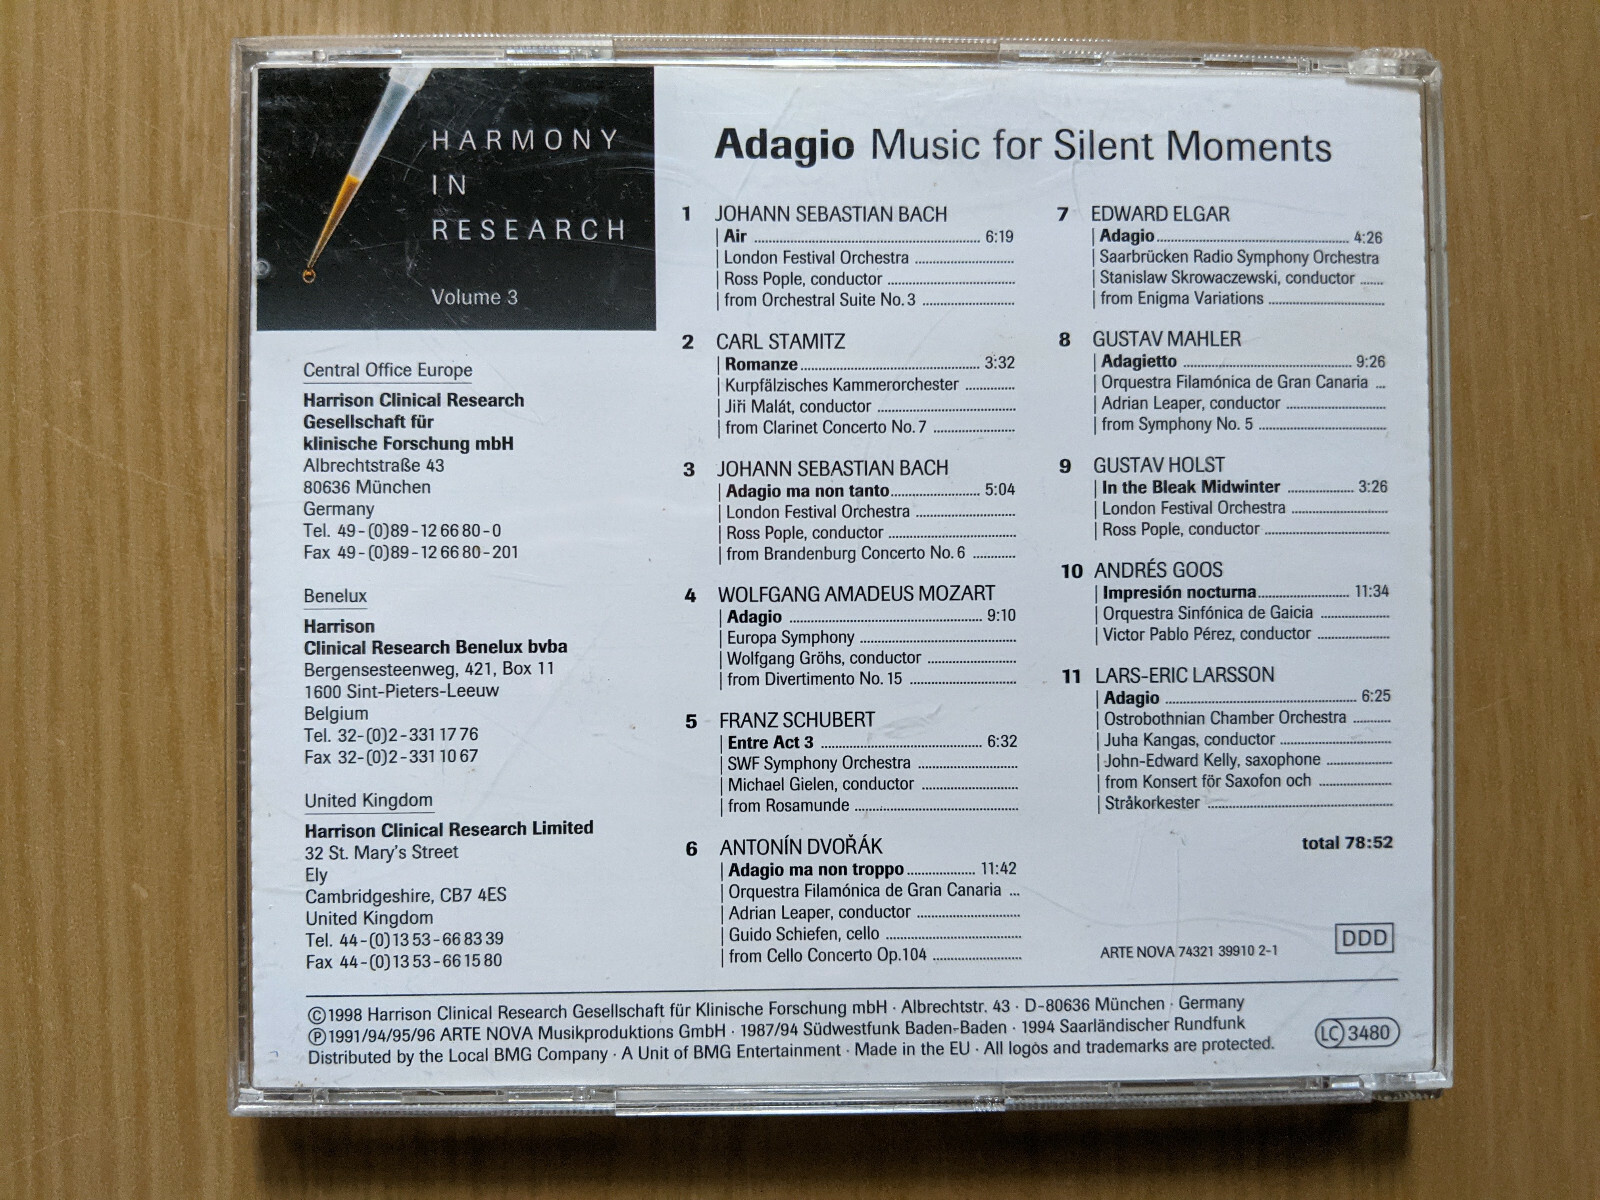 HARMONY
IN
RESEARCH
Volume 3
Central Office Europe
Harrison Clinical Research
Gesellschaft für
klinische Forschung mbH
Albrechtstraße 43
80636 München
Germany
Tel. 49-(0)89-12 66 80-0
Fax 49-(0)89-12 66 80-201
Benelux
Harrison
Clinical Research Benelux bvba
Bergensesteenweg, 421, Box 11
1600 Sint-Pieters-Leeuw
Belgium
Tel. 32-(0)2-331 17 76
Fax 32-(0)2-331 10 67
United Kingdom
Harrison Clinical Research Limited
32 St. Mary's Street
Ely
Cambridgeshire, CB7 4ES
United Kingdom
Tel. 44-(0)13 53-66 83 39
Fax 44-(0)13 53-66 15 80
Adagio Music for Silent Moments
1 JOHANN SEBASTIAN BACH
Air 6:19
London Festival Orchestra
Ross Pople, conductor
from Orchestral Suite No. 3
2 CARL STAMITZ
Romanze 3:32
Kurpfälzisches Kammerorchester
Jiři Malát, conductor
from Clarinet Concerto No. 7
3 JOHANN SEBASTIAN BACH
Adagio ma non tanto 5:04
London Festival Orchestra
Ross Pople, conductor
from Brandenburg Concerto No. 6
4 WOLFGANG AMADEUS MOZART
Adagio 9:10
Europa Symphony
Wolfgang Gröhs, conductor
from Divertimento No. 15
5 FRANZ SCHUBERT
Entre Act 3 6:32
SWF Symphony Orchestra
Michael Gielen, conductor
from Rosamunde
6 ANTONÍN DVOŘÁK
Adagio ma non troppo 11:42
Orquestra Filamónica de Gran Canaria
Adrian Leaper, conductor
Guido Schiefen, cello
from Cello Concerto Op. 104
7 EDWARD ELGAR
Adagio 4:26
Saarbrücken Radio Symphony Orchestra
Stanislaw Skrowaczewski, conductor
from Enigma Variations
8 GUSTAV MAHLER
Adagietto 9:26
Orquestra Filamónica de Gran Canaria
Adrian Leaper, conductor
from Symphony No. 5
9 GUSTAV HOLST
In the Bleak Midwinter 3:26
London Festival Orchestra
Ross Pople, conductor
10 ANDRÉS GOOS
Impresión nocturna 11:34
Orquestra Sinfónica de Gaicia
Victor Pablo Pérez, conductor
11 LARS-ERIC LARSSON
Adagio 6:25
Ostrobothnian Chamber Orchestra
Juha Kangas, conductor
John-Edward Kelly, saxophone
from Konsert för Saxofon och
Stråkorkester
total 78:52
ARTE NOVA 74321 39910 2-1
DDD
©1998 Harrison Clinical Research Gesellschaft für Klinische Forschung mbH · Albrechtstr. 43 · D-80636 München · Germany
℗1991/94/95/96 ARTE NOVA Musikproduktions GmbH · 1987/94 Südwestfunk Baden-Baden · 1994 Saarländischer Rundfunk
Distributed by the Local BMG Company · A Unit of BMG Entertainment · Made in the EU · All logos and trademarks are protected.
LC 3480